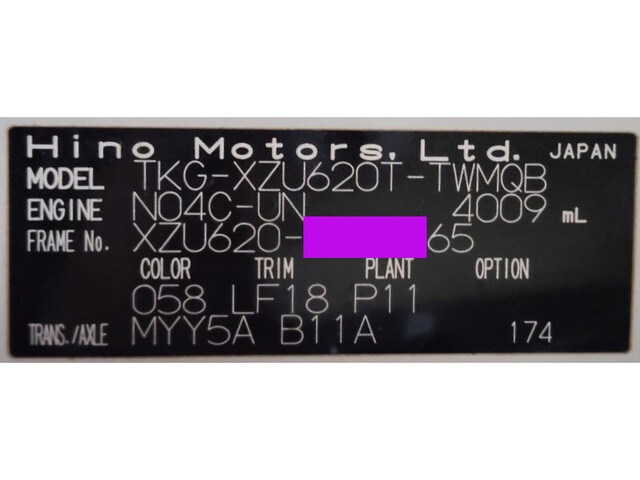 Hino Motors, Ltd. JAPAN
MODEL TKG-XZU620T-TWMQB
ENGINE N04C-UN 4009 mL
FRAME No. XZU620- 65
COLOR TRIM PLANT OPTION
058 LF18 P11
TRANS./AXLE MYY5A B11A 174